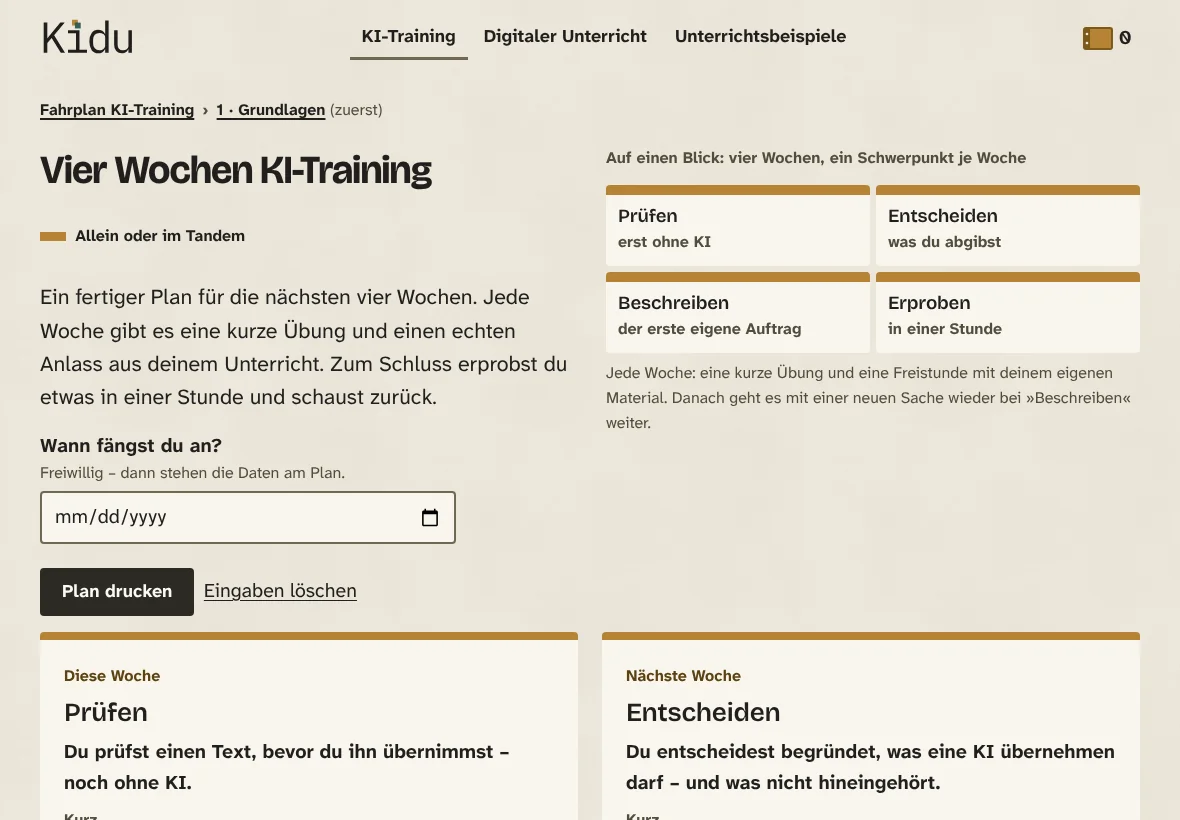 Kidu
KI-Training
Digitaler Unterricht
Unterrichtsbeispiele
0
Fahrplan KI-Training › 1 · Grundlagen (zuerst)
Vier Wochen KI-Training
Allein oder im Tandem
Ein fertiger Plan für die nächsten vier Wochen. Jede
Woche gibt es eine kurze Übung und einen echten
Anlass aus deinem Unterricht. Zum Schluss erprobst du
etwas in einer Stunde und schaust zurück.
Wann fängst du an?
Freiwillig – dann stehen die Daten am Plan.
mm/dd/yyyy
Plan drucken
Eingaben löschen
Auf einen Blick: vier Wochen, ein Schwerpunkt je Woche
Prüfen
erst ohne KI
Entscheiden
was du abgibst
Beschreiben
der erste eigene Auftrag
Erproben
in einer Stunde
Jede Woche: eine kurze Übung und eine Freistunde mit deinem eigenen
Material. Danach geht es mit einer neuen Sache wieder bei »Beschreiben«
weiter.
Diese Woche
Prüfen
Du prüfst einen Text, bevor du ihn übernimmst –
noch ohne KI.
Kurz
Nächste Woche
Entscheiden
Du entscheidest begründet, was eine KI übernehmen
darf – und was nicht hineingehört.
Kurz